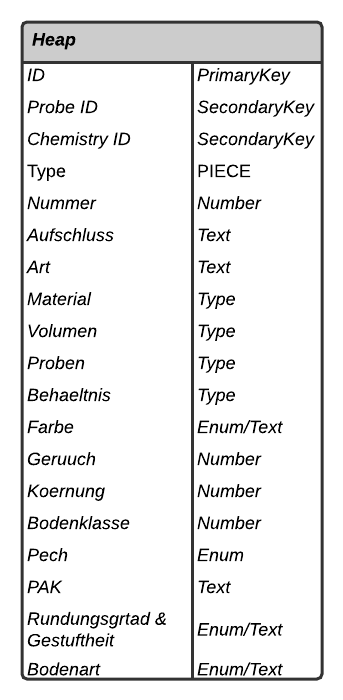 Heap
ID PrimaryKey
Probe ID SecondaryKey
Chemistry ID SecondaryKey
Type PIECE
Nummer Number
Aufschluss Text
Art Text
Material Type
Volumen Type
Proben Type
Behaeltnis Type
Farbe Enum/Text
Geruuch Number
Koernung Number
Bodenklasse Number
Pech Enum
PAK Text
Rundungsgrtad &
Gestuftheit Enum/Text
Bodenart Enum/Text